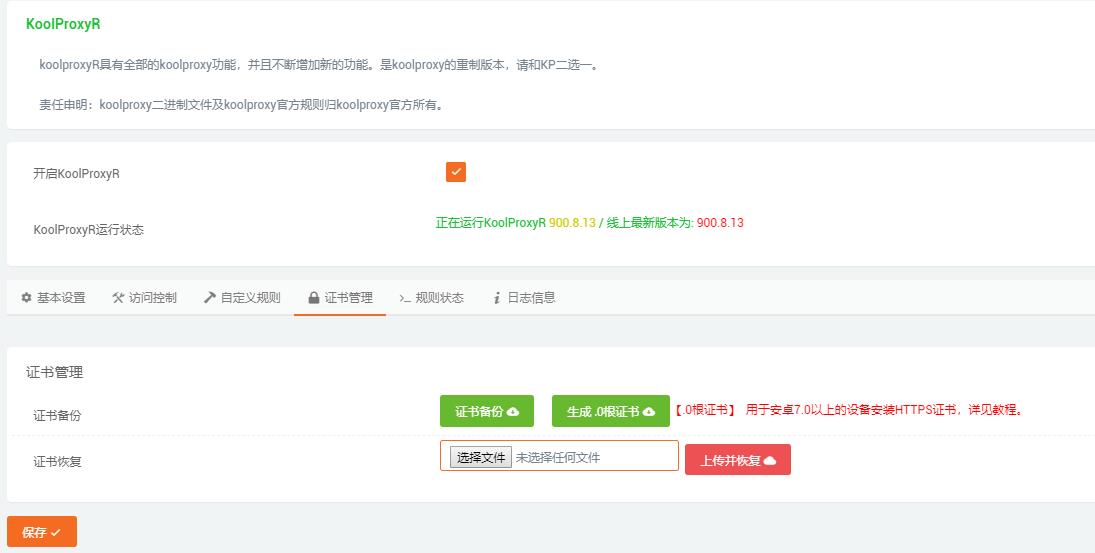 KoolProxyR
koolproxyR具有全部的koolproxy功能，并且不断增加新的功能。是koolproxy的重制版本，请和KP二选一。
责任申明：koolproxy二进制文件及koolproxy官方规则归koolproxy官方所有。
开启KoolProxyR
KoolProxyR运行状态 正在运行KoolProxyR 900.8.13 / 线上最新版本为: 900.8.13
基本设置 访问控制 自定义规则 证书管理 规则状态 日志信息
证书管理
证书备份 证书备份 生成 .0根证书 【.0根证书】 用于安卓7.0以上的设备安装HTTPS证书，详见教程。
证书恢复 选择文件 未选择任何文件 上传并恢复
保存